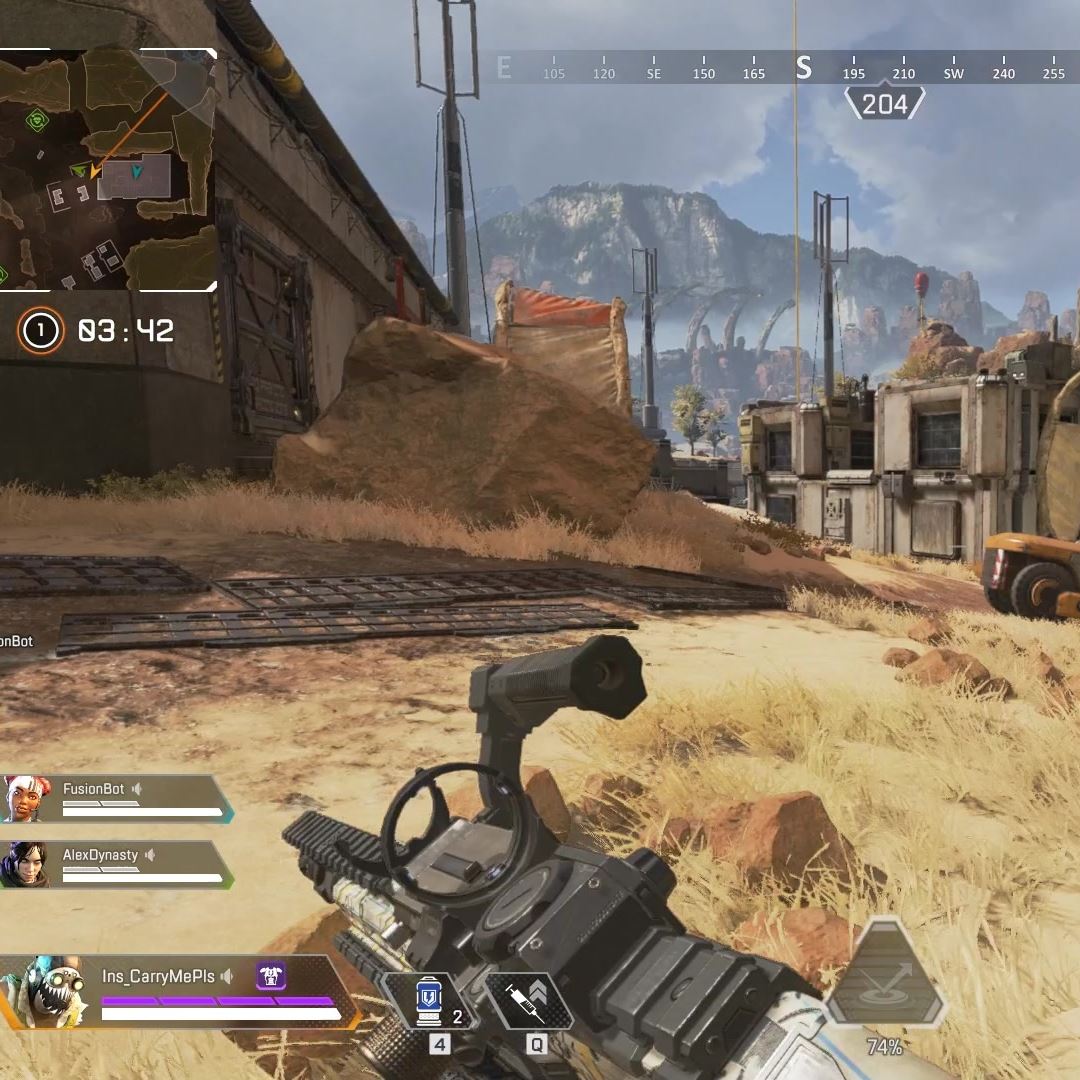 E 105 120 SE 150 165 S 195 210 SW 240 255
204
1 03:42
onBot
FusionBot
AlexDynasty
Ins_CarryMePls
2
4 Q
74%